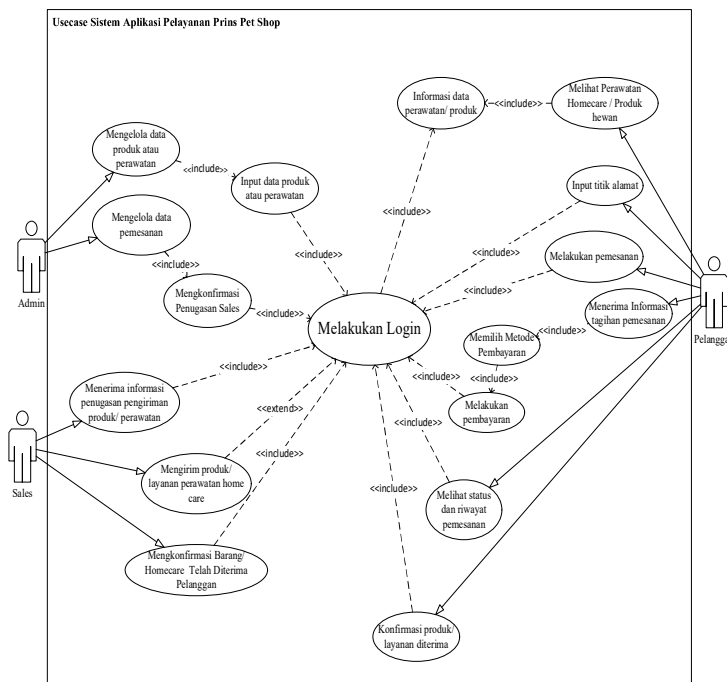 Usecase Sistem Aplikasi Pelayanan Prins Pet Shop
Informasi data
perawatan/ produk
<<include>>
Melihat Perawatan
Homecare / Produk
hewan
Mengelola data
produk atau
perawatan
<<include>>
Input data produk
atau perawatan
Input titik alamat
<<include>>
<<include>>
Mengelola data
pemesanan
<<include>>
<<include>>
Melakukan pemesanan
<<include>>
Admin
Mengkonfirmasi
Penugasan Sales
<<include>>
Melakukan Login
Menerima Informasi
tagihan pemesanan
Pelangga
Memilih Metode
Pembayaran
<<include>>
<<include>>
<<include>>
<<include>>
Menerima informasi
penugasan pengiriman
produk/ perawatan
<<extend>>
Melakukan
pembayaran
<<include>>
<<include>>
Sales
Mengirim produk/
layanan perawatan home
care
<<include>>
Melihat status
dan riwayat
pemesanan
Mengkonfirmasi Barang/
Homecare Telah Diterima
Pelanggan
Konfirmasi produk/
layanan diterima